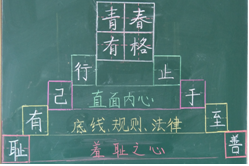 青春
有格
行 止
己 直面内心 于
有 底线、规则、法律 至
耻 羞耻之心 善